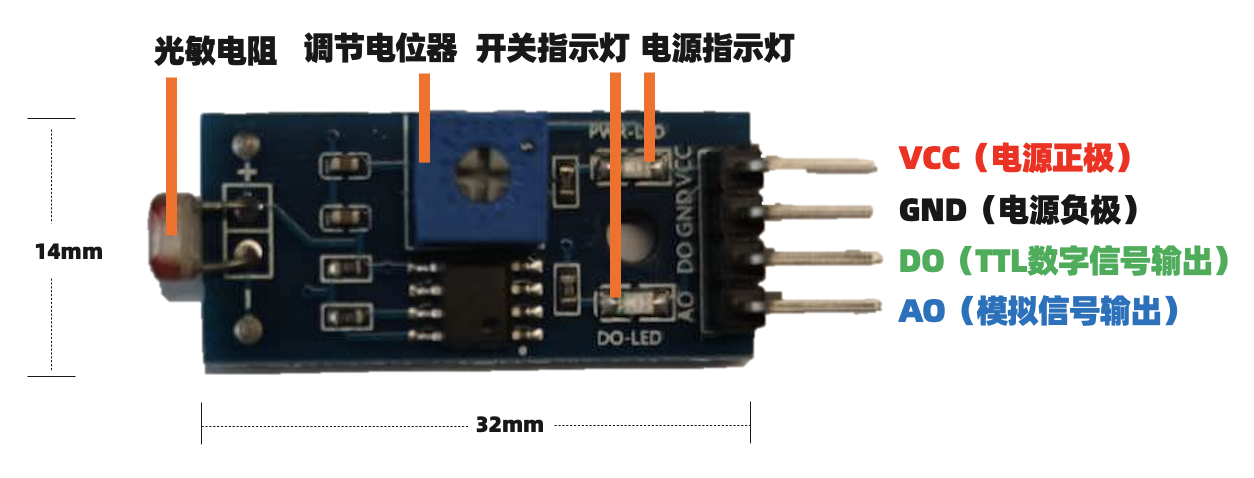 光敏电阻 调节电位器 开关指示灯 电源指示灯
PWR-LED
VCC（电源正极）
GND（电源负极）
DO（TTL数字信号输出）
AO（模拟信号输出）
VCC
GND
DO
AO
+
−
DO-LED
14mm
32mm